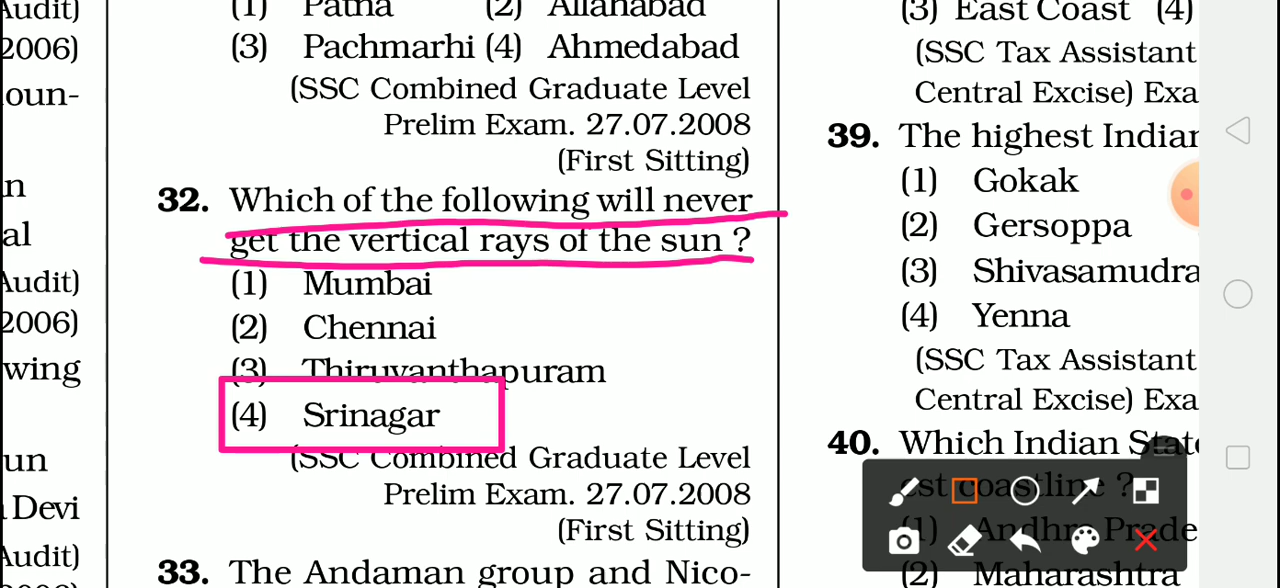 Audit)
2006)
oun-
n
al
Audit)
2006)
wing
un
Devi
Audit)
(1) Patna (2) Allahabad
(3) Pachmarhi (4) Ahmedabad
(SSC Combined Graduate Level
Prelim Exam. 27.07.2008
(First Sitting)
32. Which of the following will never
get the vertical rays of the sun ?
(1) Mumbai
(2) Chennai
(3) Thiruvanthapuram
(4) Srinagar
(SSC Combined Graduate Level
Prelim Exam. 27.07.2008
(First Sitting)
33. The Andaman group and Nico-
(3) East Coast (4)
(SSC Tax Assistant
Central Excise) Exa
39. The highest Indian
(1) Gokak
(2) Gersoppa
(3) Shivasamudra
(4) Yenna
(SSC Tax Assistant
Central Excise) Exa
40. Which Indian State
est coastline ?
(1) Andhra Prade
(2) Maharashtra